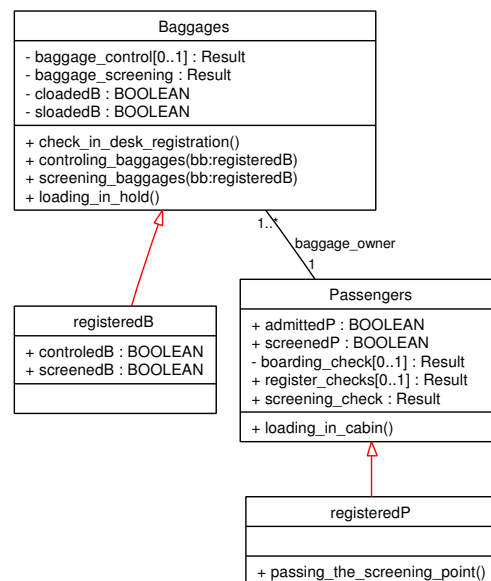 Baggages
- baggage_control[0..1] : Result
- baggage_screening : Result
- cloadedB : BOOLEAN
- sloadedB : BOOLEAN
+ check_in_desk_registration()
+ controling_baggages(bb:registeredB)
+ screening_baggages(bb:registeredB)
+ loading_in_hold()
1..*
baggage_owner
1
registeredB
+ controledB : BOOLEAN
+ screenedB : BOOLEAN
Passengers
+ admittedP : BOOLEAN
+ screenedP : BOOLEAN
- boarding_check[0..1] : Result
+ register_checks[0..1] : Result
+ screening_check : Result
+ loading_in_cabin()
registeredP
+ passing_the_screening_point()